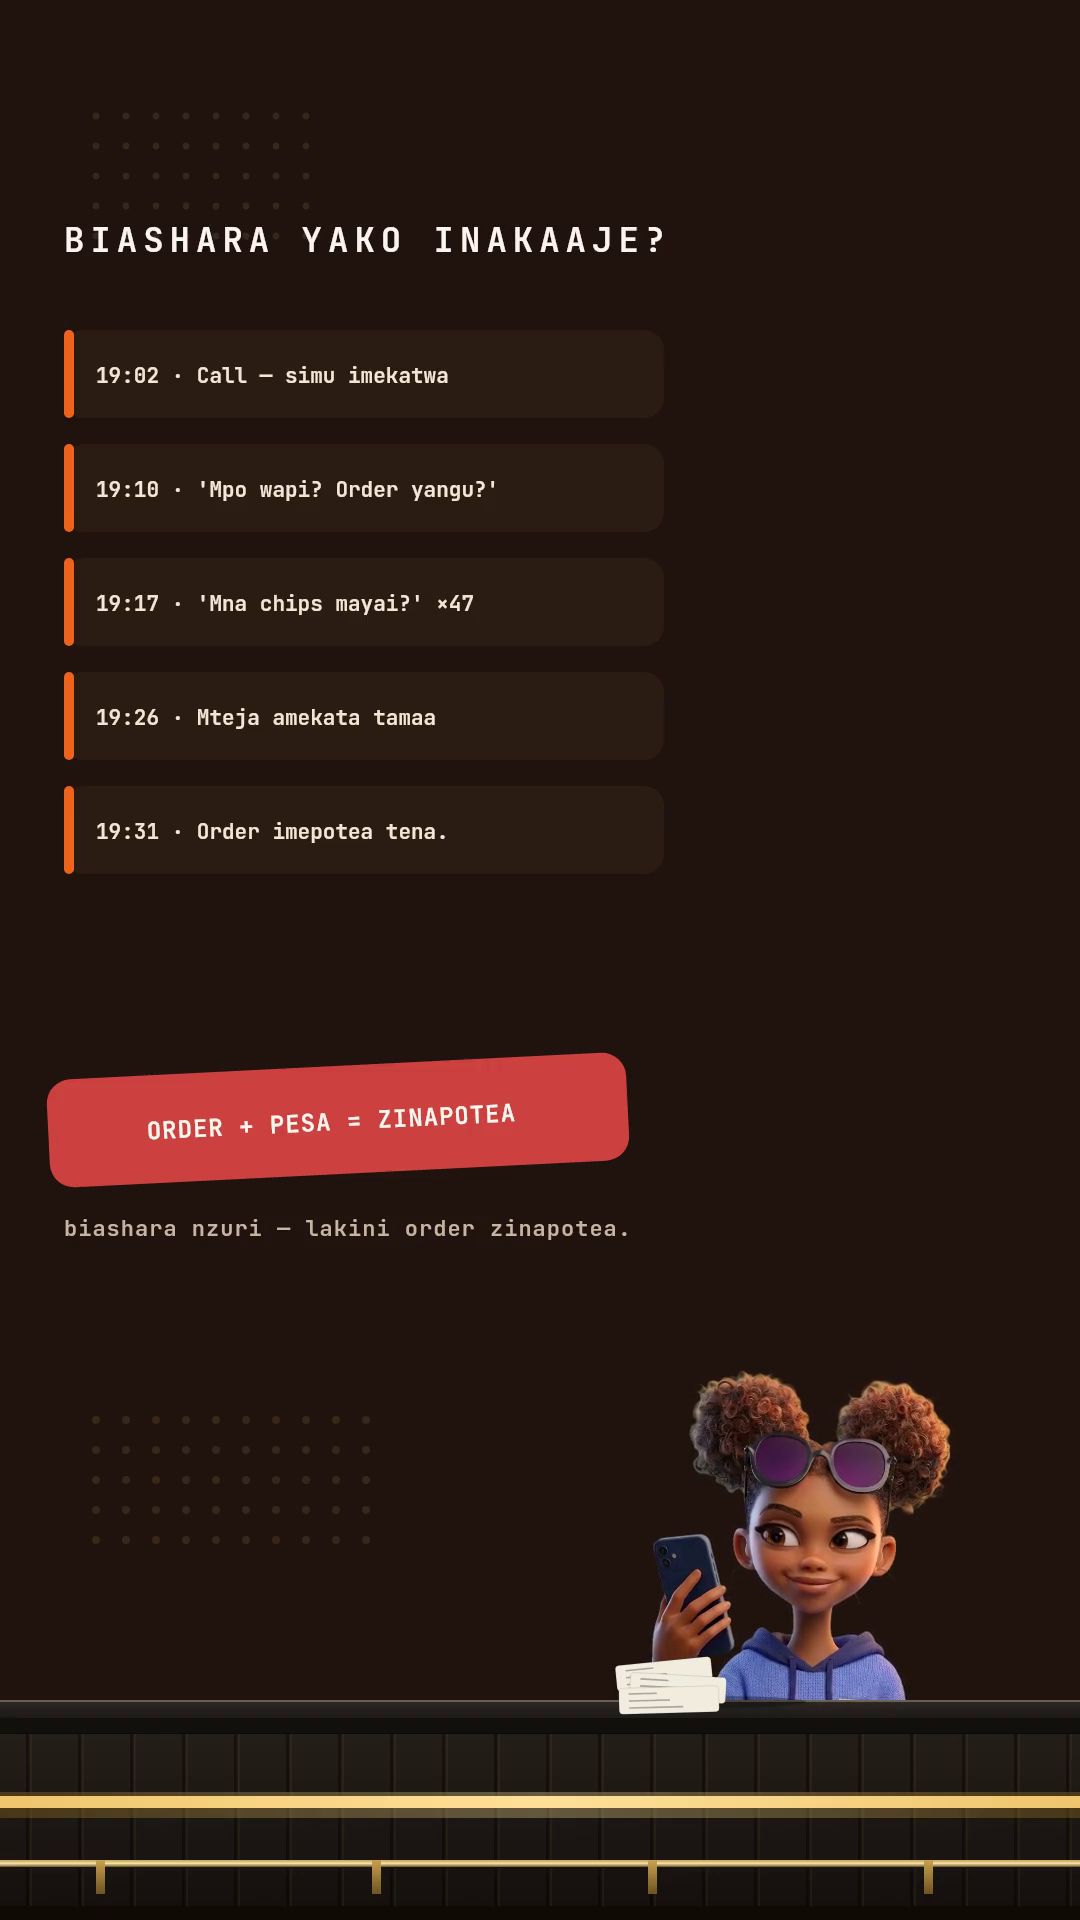 BIASHARA YAKO INAKAAJE?
19:02 · Call — simu imekatwa
19:10 · 'Mpo wapi? Order yangu?'
19:17 · 'Mna chips mayai?' ×47
19:26 · Mteja amekata tamaa
19:31 · Order imepotea tena.
ORDER + PESA = ZINAPOTEA
biashara nzuri — lakini order zinapotea.